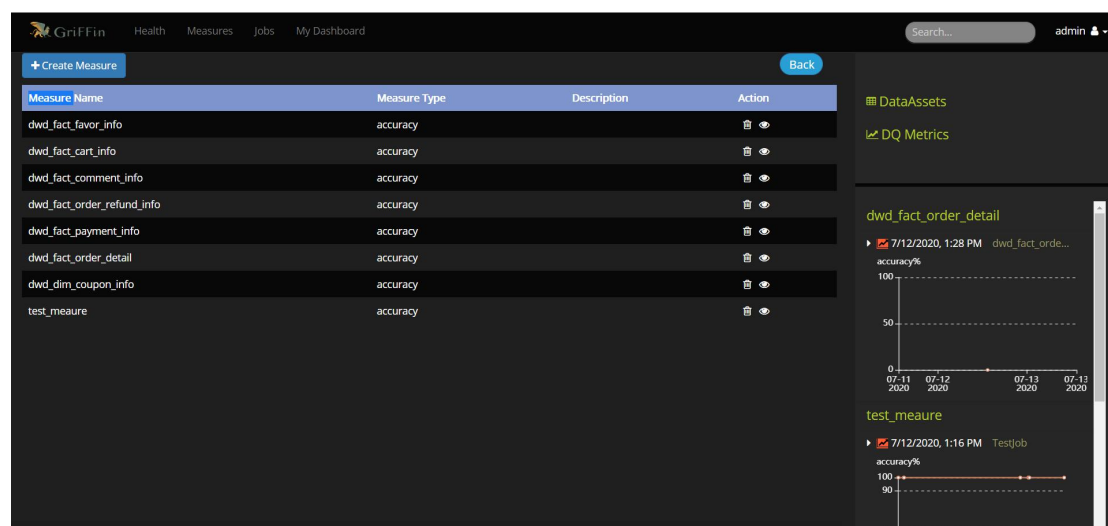 GriFFin Health Measures Jobs My Dashboard Search... admin
+ Create Measure Back
Measure Name Measure Type Description Action
dwd_fact_favor_info accuracy
dwd_fact_cart_info accuracy
dwd_fact_comment_info accuracy
dwd_fact_order_refund_info accuracy
dwd_fact_payment_info accuracy
dwd_fact_order_detail accuracy
dwd_dim_coupon_info accuracy
test_meaure accuracy
DataAssets
DQ Metrics
dwd_fact_order_detail
7/12/2020, 1:28 PM dwd_fact_orde...
accuracy%
100
50
0
07-11 07-12 07-13 07-13
2020 2020 2020 2020
test_meaure
7/12/2020, 1:16 PM TestJob
accuracy%
100
90